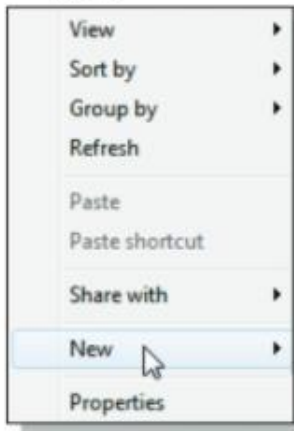 View
Sort by
Group by
Refresh
Paste
Paste shortcut
Share with
New
Properties